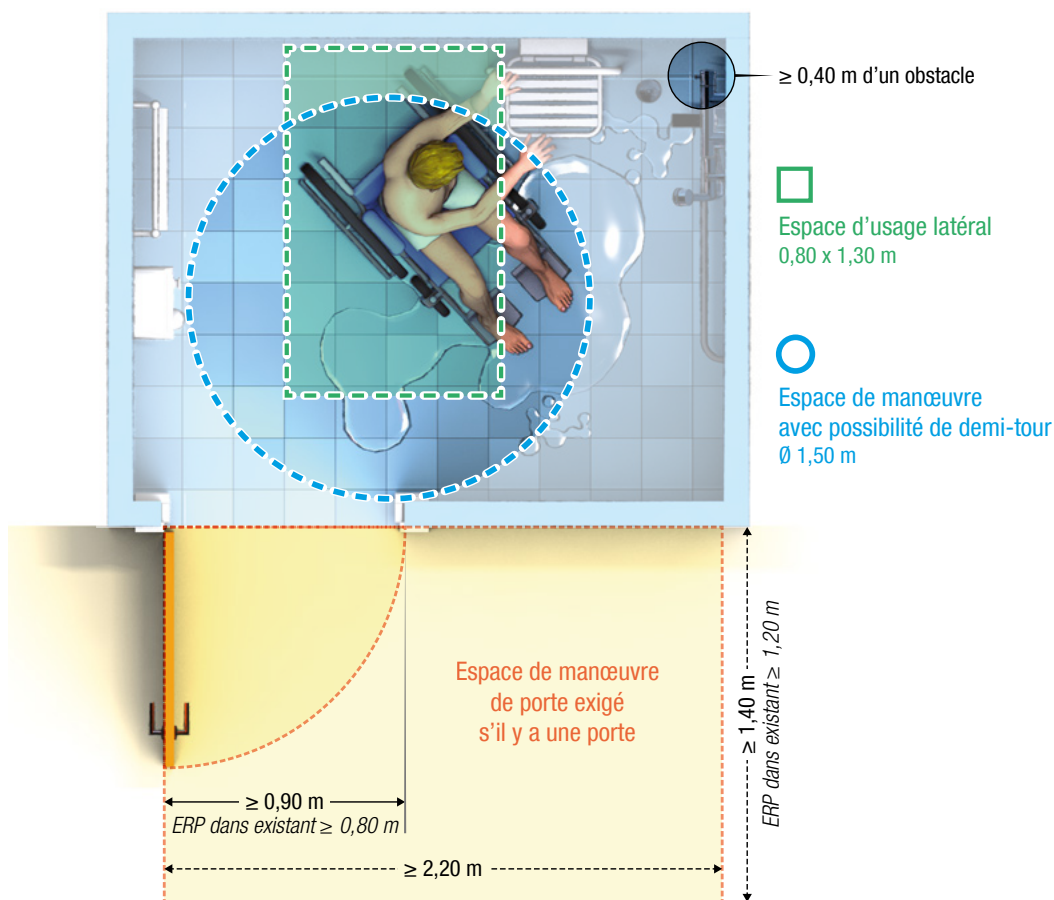 ≥ 0,40 m d'un obstacle
Espace d'usage latéral
0,80 x 1,30 m
Espace de manœuvre
avec possibilité de demi-tour
Ø 1,50 m
Espace de manœuvre
de porte exigé
s'il y a une porte
≥ 1,40 m
ERP dans existant ≥ 1,20 m
≥ 0,90 m
ERP dans existant ≥ 0,80 m
≥ 2,20 m